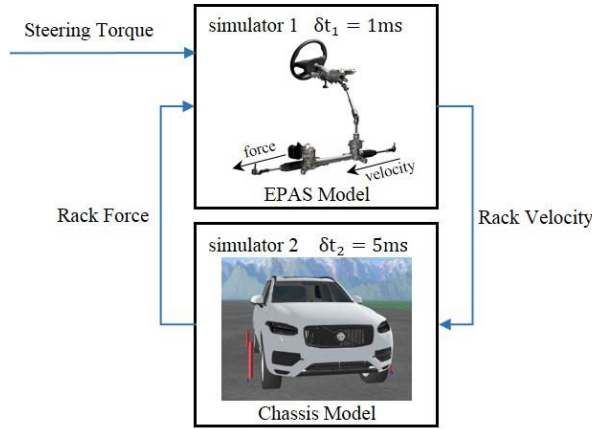 Steering Torque
simulator 1 δt₁ = 1ms
force
velocity
EPAS Model
Rack Force
Rack Velocity
simulator 2 δt₂ = 5ms
Chassis Model